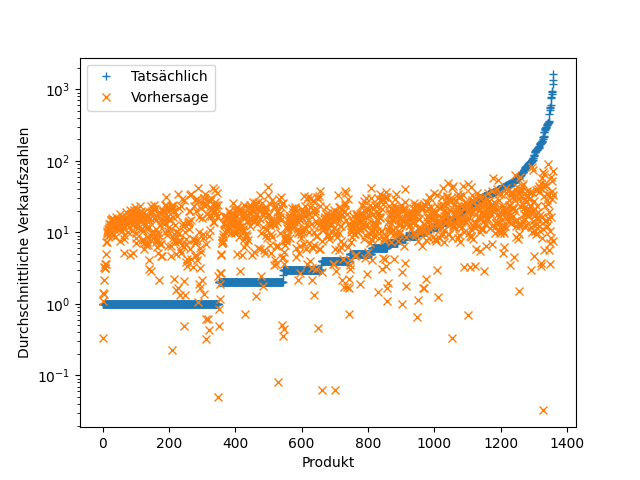 Tatsächlich
Vorhersage
Durchschnittliche Verkaufszahlen
10³
10²
10¹
10⁰
10⁻¹
0 200 400 600 800 1000 1200 1400
Produkt